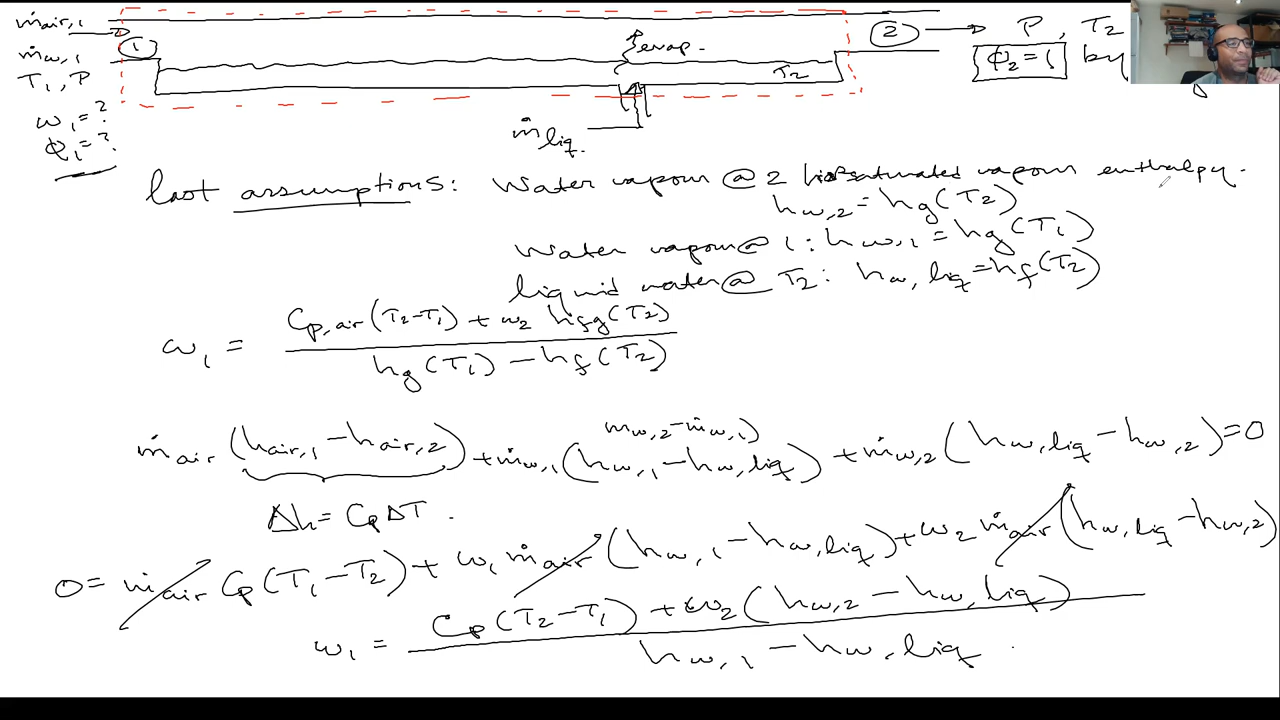 ṁair,1
① 
evap.
② → P, T2
ṁw,1
T2
Φ2=1 by
T1, P
ω1=?
ṁliq.
Φ1=?
last assumptions: Water vapour @ 2 saturated vapour enthalpy.
hw,2 = hg(T2)
Water vapour @ 1: hw,1 = hg(T1)
liquid water @ T2: hw,liq = hf(T2)
ω1 = (Cp,air(T2-T1) + ω2 hfg(T2)) / (hg(T1) - hf(T2))
mw,2 - ṁw,1)
ṁair (hair,1 - hair,2) + ṁw,1(hw,1 - hw,liq) + ṁw,2(hw,liq - hw,2) = 0
Δh = CpΔT.
0 = ṁair Cp(T1-T2) + ω1 ṁair (hw,1 - hw,liq) + ω2 ṁair (hw,liq - hw,2)
ω1 = (Cp(T2-T1) + ω2(hw,2 - hw,liq)) / (hw,1 - hw,liq)